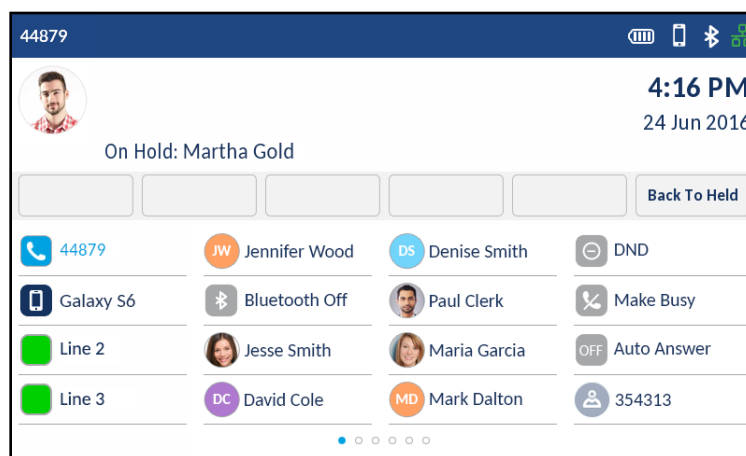 44879
4:16 PM
24 Jun 2016
On Hold: Martha Gold
Back To Held
44879
JW Jennifer Wood
DS Denise Smith
DND
Galaxy S6
Bluetooth Off
Paul Clerk
Make Busy
Line 2
Jesse Smith
Maria Garcia
OFF Auto Answer
Line 3
DC David Cole
MD Mark Dalton
354313